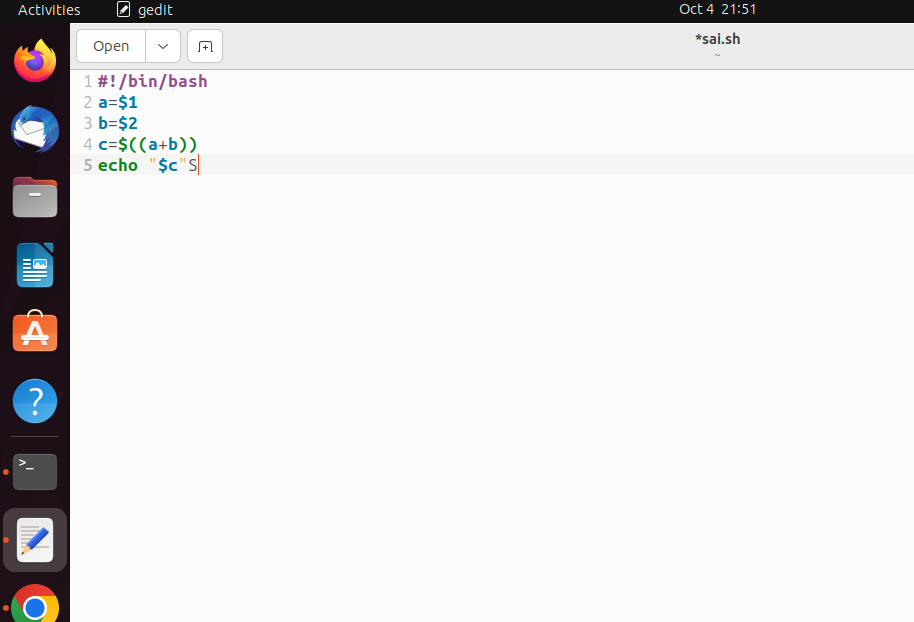 Activities gedit Oct 4 21:51
Open *sai.sh
~
1 #!/bin/bash
2 a=$1
3 b=$2
4 c=$((a+b))
5 echo "$c"S
>_
?